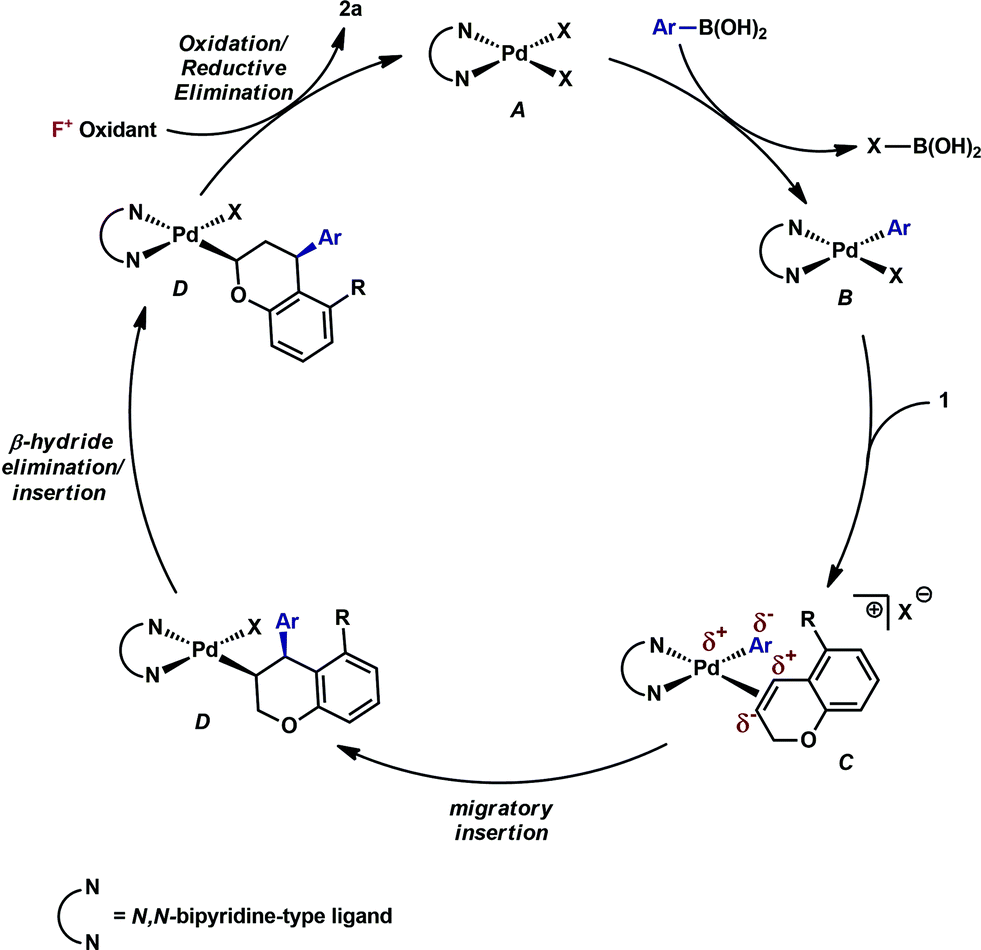 2a
Oxidation/
Reductive
Elimination
F⁺ Oxidant
N
N
Pd
X
X
A
Ar—B(OH)₂
X—B(OH)₂
N
N
Pd
Ar
X
B
1
N
N
Pd
X
Ar
O
R
D
β-hydride
elimination/
insertion
N
N
Pd
X
Ar
R
O
D
migratory
insertion
N
N
Pd
δ⁺
δ⁻
Ar
δ⁺
δ⁻
R
O
⊕
X⊖
C
N
N
= N,N-bipyridine-type ligand